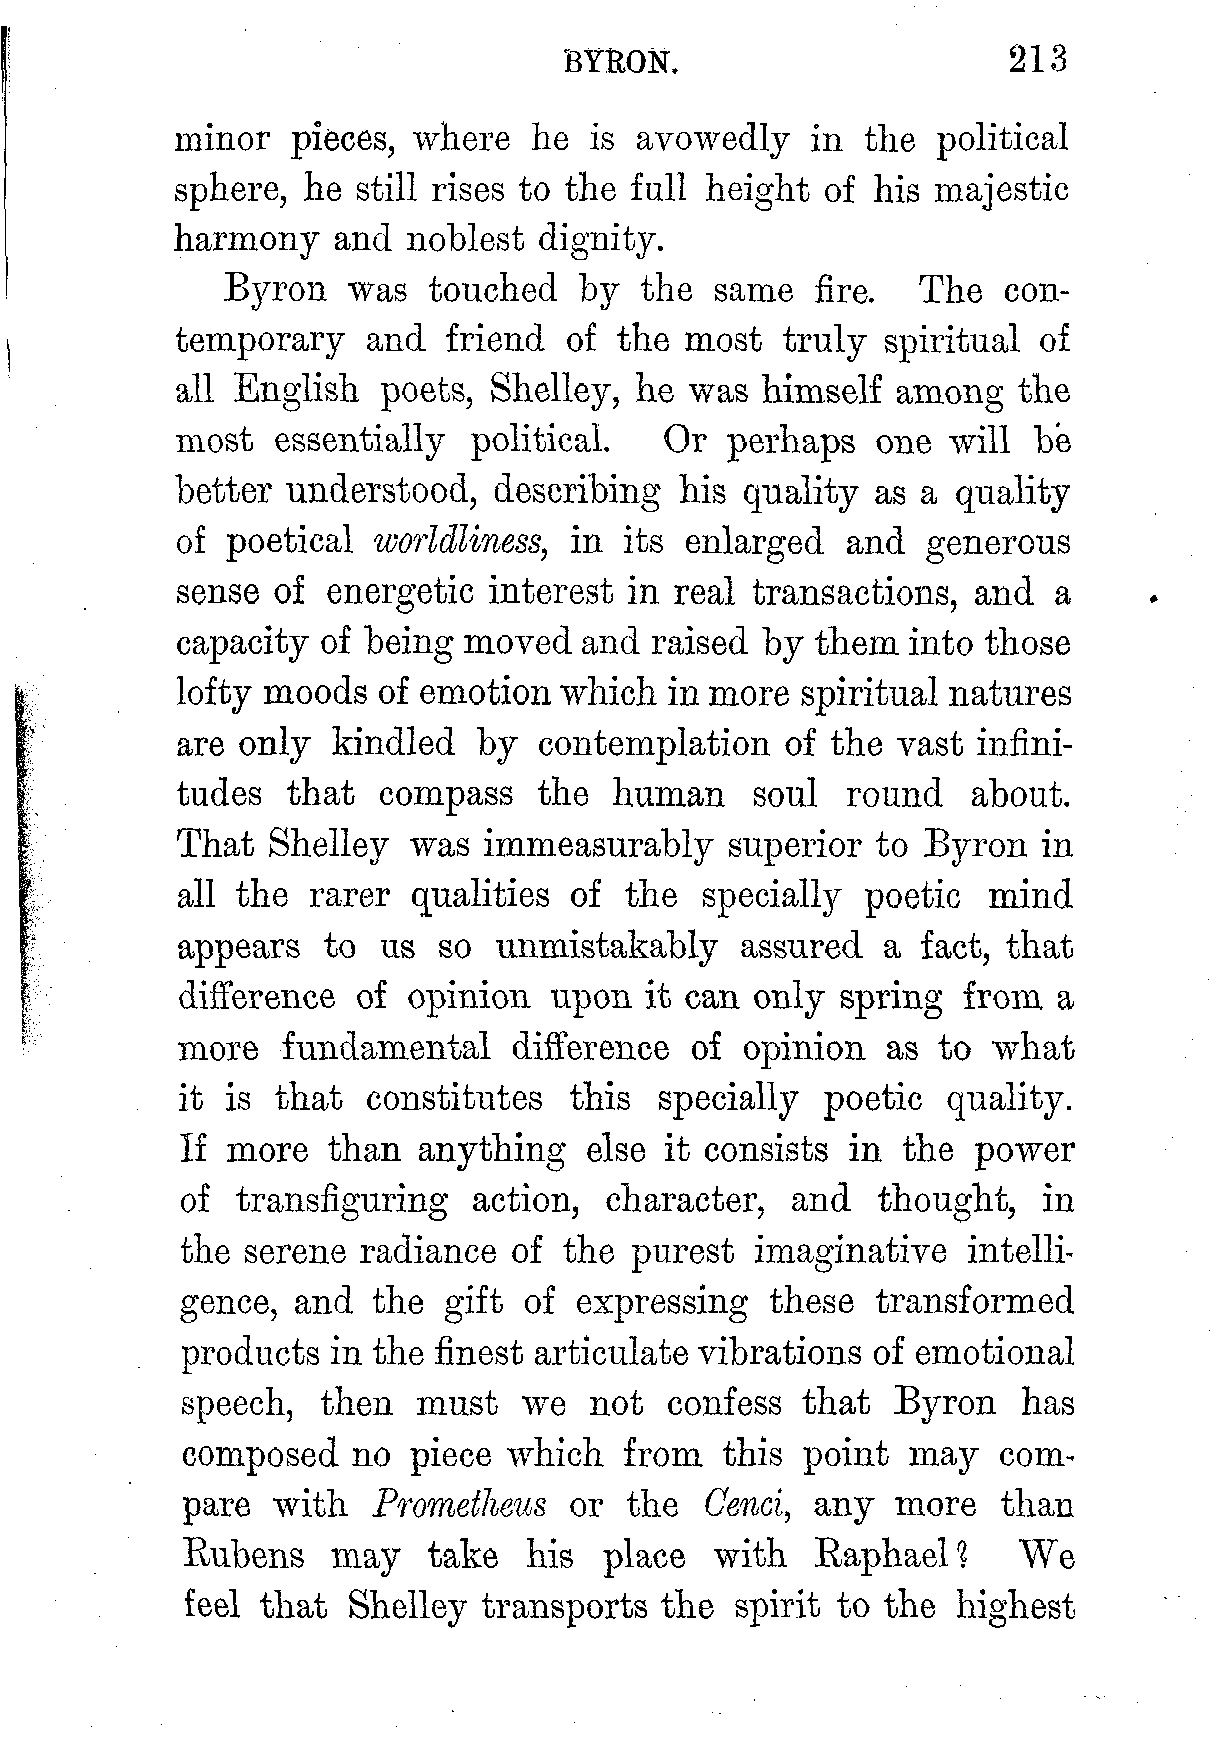 BYRON. 213
minor pieces, where he is avowedly in the political
sphere, he still rises to the full height of his majestic
harmony and noblest dignity.
Byron was touched by the same fire. The con-
temporary and friend of the most truly spiritual of
all English poets, Shelley, he was himself among the
most essentially political. Or perhaps one will be
better understood, describing his quality as a quality
of poetical worldliness, in its enlarged and generous
sense of energetic interest in real transactions, and a
capacity of being moved and raised by them into those
lofty moods of emotion which in more spiritual natures
are only kindled by contemplation of the vast infini-
tudes that compass the human soul round about.
That Shelley was immeasurably superior to Byron in
all the rarer qualities of the specially poetic mind
appears to us so unmistakably assured a fact, that
difference of opinion upon it can only spring from a
more fundamental difference of opinion as to what
it is that constitutes this specially poetic quality.
If more than anything else it consists in the power
of transfiguring action, character, and thought, in
the serene radiance of the purest imaginative intelli-
gence, and the gift of expressing these transformed
products in the finest articulate vibrations of emotional
speech, then must we not confess that Byron has
composed no piece which from this point may com-
pare with Prometheus or the Cenci, any more than
Rubens may take his place with Raphael? We
feel that Shelley transports the spirit to the highest